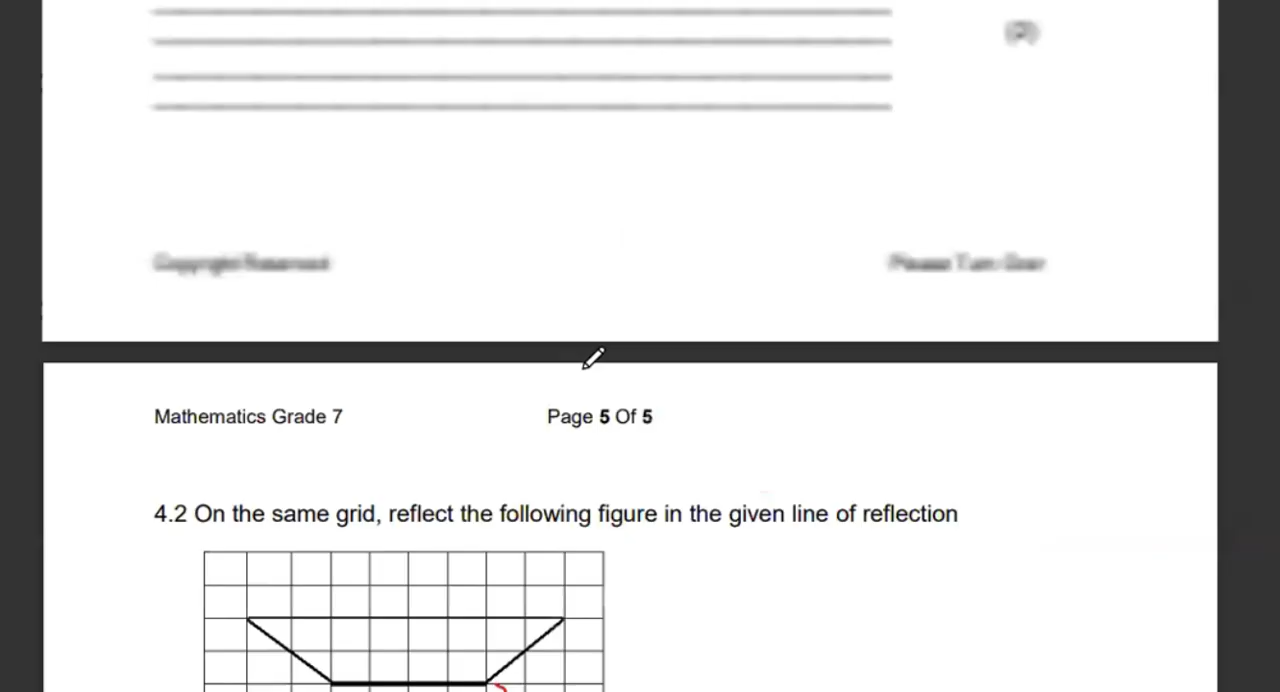 Mathematics Grade 7
Page 5 Of 5
4.2 On the same grid, reflect the following figure in the given line of reflection